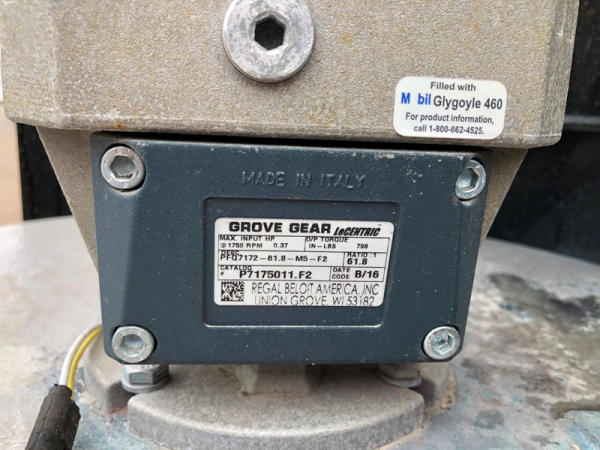 Filled with
M bil Glygoyle 460
For product information,
call 1-800-662-4525.
MADE IN ITALY
GROVE GEAR LoCENTRIC™
MAX. INPUT HP O/P TORQUE
@1750 RPM 0.37 IN-LBS 798
DESC. PFQ7172-61.8-M5-F2 RATIO :1 61.8
CATALOG # P7175011.F2 DATE CODE B/16
REGAL BELOIT AMERICA, INC
UNION GROVE, WI 53182